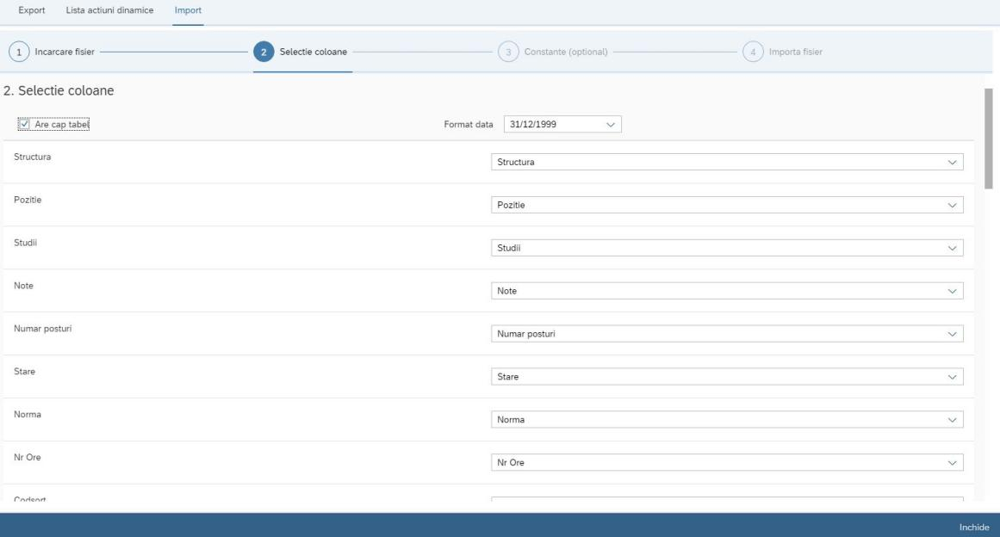 Export Lista actiuni dinamice Import
1 Incarcare fisier 2 Selectie coloane 3 Constante (optional) 4 Importa fisier
2. Selectie coloane
Are cap tabel Format data 31/12/1999
Structura Structura
Pozitie Pozitie
Studii Studii
Note Note
Numar posturi Numar posturi
Stare Stare
Norma Norma
Nr Ore Nr Ore
Codsort
Inchide